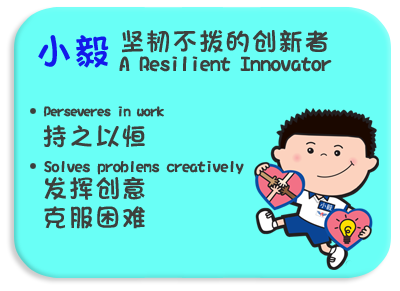 小毅 坚韧不拨的创新者
A Resilient Innovator
• Perseveres in work
持之以恒
• Solves problems creatively
发挥创意
克服困难
小毅